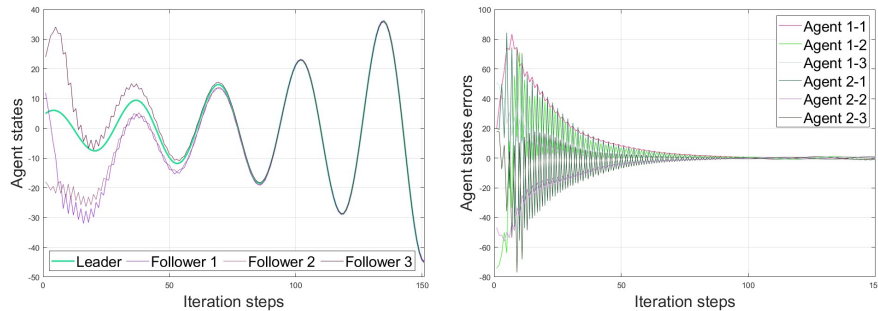 40
30
20
10
0
-10
-20
-30
-40
-50
Agent states
Leader Follower 1 Follower 2 Follower 3
0 50 100 150
Iteration steps
100
80
60
40
20
0
-20
-40
-60
-80
Agent states errors
Agent 1-1
Agent 1-2
Agent 1-3
Agent 2-1
Agent 2-2
Agent 2-3
0 50 100 15
Iteration steps